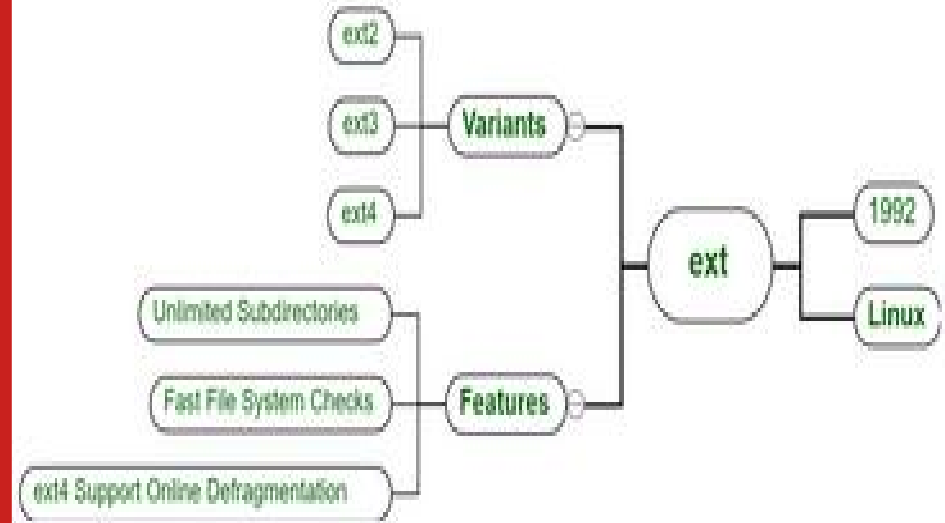 ext2
ext3
Variants
ext4
1992
ext
Linux
Unlimited Subdirectories
Fast File System Checks
Features
ext4 Support Online Defragmentation